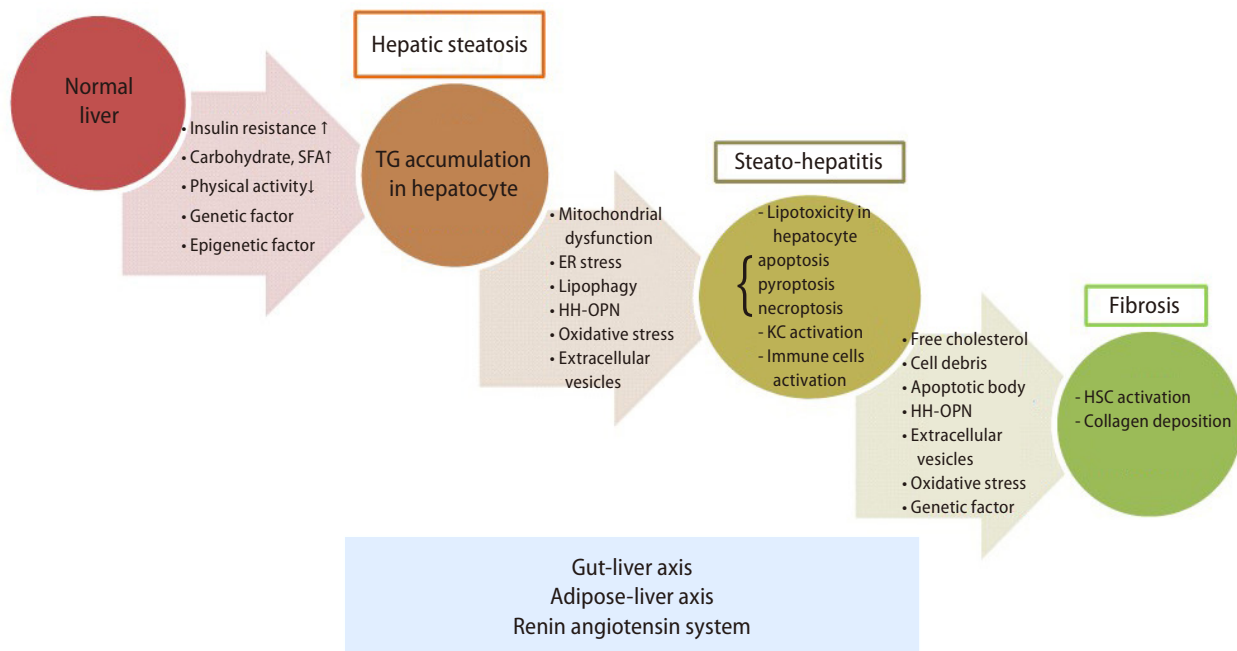 Normal
liver
• Insulin resistance ↑
• Carbohydrate, SFA↑
• Physical activity↓
• Genetic factor
• Epigenetic factor
Hepatic steatosis
TG accumulation
in hepatocyte
• Mitochondrial
dysfunction
• ER stress
• Lipophagy
• HH-OPN
• Oxidative stress
• Extracellular
vesicles
Steato-hepatitis
- Lipotoxicity in
hepatocyte
{ apoptosis
pyroptosis
necroptosis
- KC activation
- Immune cells
activation
• Free cholesterol
• Cell debris
• Apoptotic body
• HH-OPN
• Extracellular
vesicles
• Oxidative stress
• Genetic factor
Fibrosis
- HSC activation
- Collagen deposition
Gut-liver axis
Adipose-liver axis
Renin angiotensin system